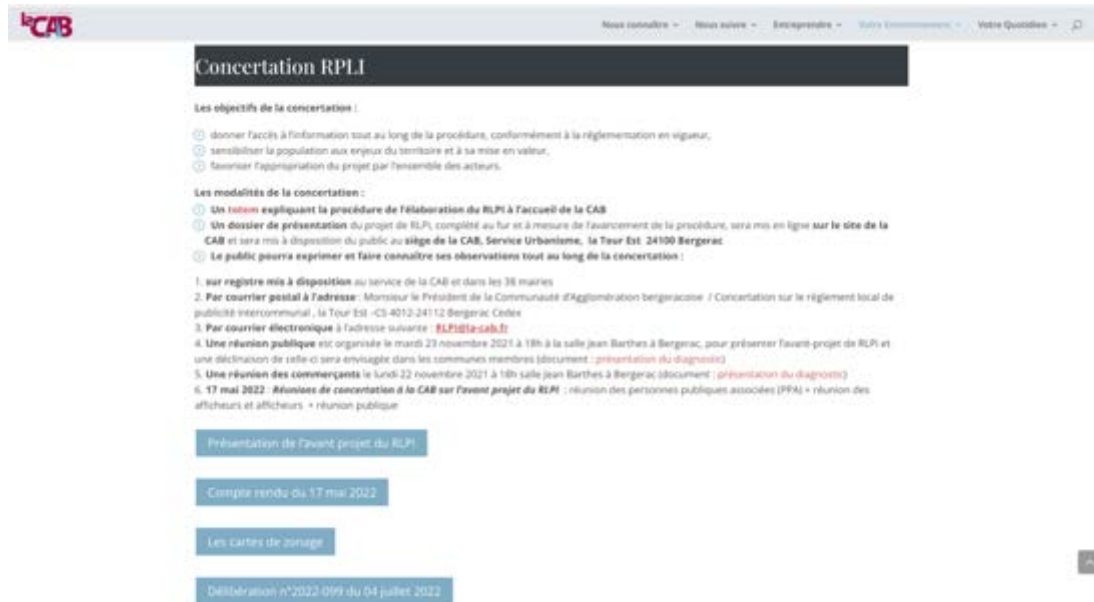 la CAB
Nous connaître Nous suivre Entreprendre Votre Environnement Votre Quotidien
Concertation RPLI
Les objectifs de la concertation :
donner l'accès à l'information tout au long de la procédure, conformément à la réglementation en vigueur,
sensibiliser la population aux enjeux du territoire et à sa mise en valeur,
favoriser l'appropriation du projet par l'ensemble des acteurs.
Les modalités de la concertation :
Un totem expliquant la procédure de l'élaboration du RLPI à l'accueil de la CAB
Un dossier de présentation du projet de RLPI, complété au fur et à mesure de l'avancement de la procédure, sera mis en ligne sur le site de la
CAB et sera mis à disposition du public au siège de la CAB, Service Urbanisme, la Tour Est 24100 Bergerac
Le public pourra exprimer et faire connaître ses observations tout au long de la concertation :
1. sur registre mis à disposition au service de la CAB et dans les 38 mairies
2. Par courrier postal à l'adresse : Monsieur le Président de la Communauté d'Agglomération bergeracoise / Concertation sur le règlement local de
publicité intercommunal , la Tour Est -CS 4012-24112 Bergerac Cedex
3. Par courrier électronique à l'adresse suivante : RLPi@la-cab.fr
4. Une réunion publique est organisée le mardi 23 novembre 2021 à 18h à la salle Jean Barthes à Bergerac, pour présenter l'avant-projet de RLPi et
une déclinaison de celle-ci sera envisagée dans les communes membres (document : présentation du diagnostic)
5. Une réunion des commerçants le lundi 22 novembre 2021 à 18h salle Jean Barthes à Bergerac (document : présentation du diagnostic)
6. 17 mai 2022 : Réunions de concertation à la CAB sur l'avant projet du RLPI : réunion des personnes publiques associées (PPA) + réunion des
afficheurs et afficheurs + réunion publique
Présentation de l'avant projet du RLPI
Compte rendu du 17 mai 2022
Les cartes de zonage
Délibération n°2022-099 du 04 juillet 2022